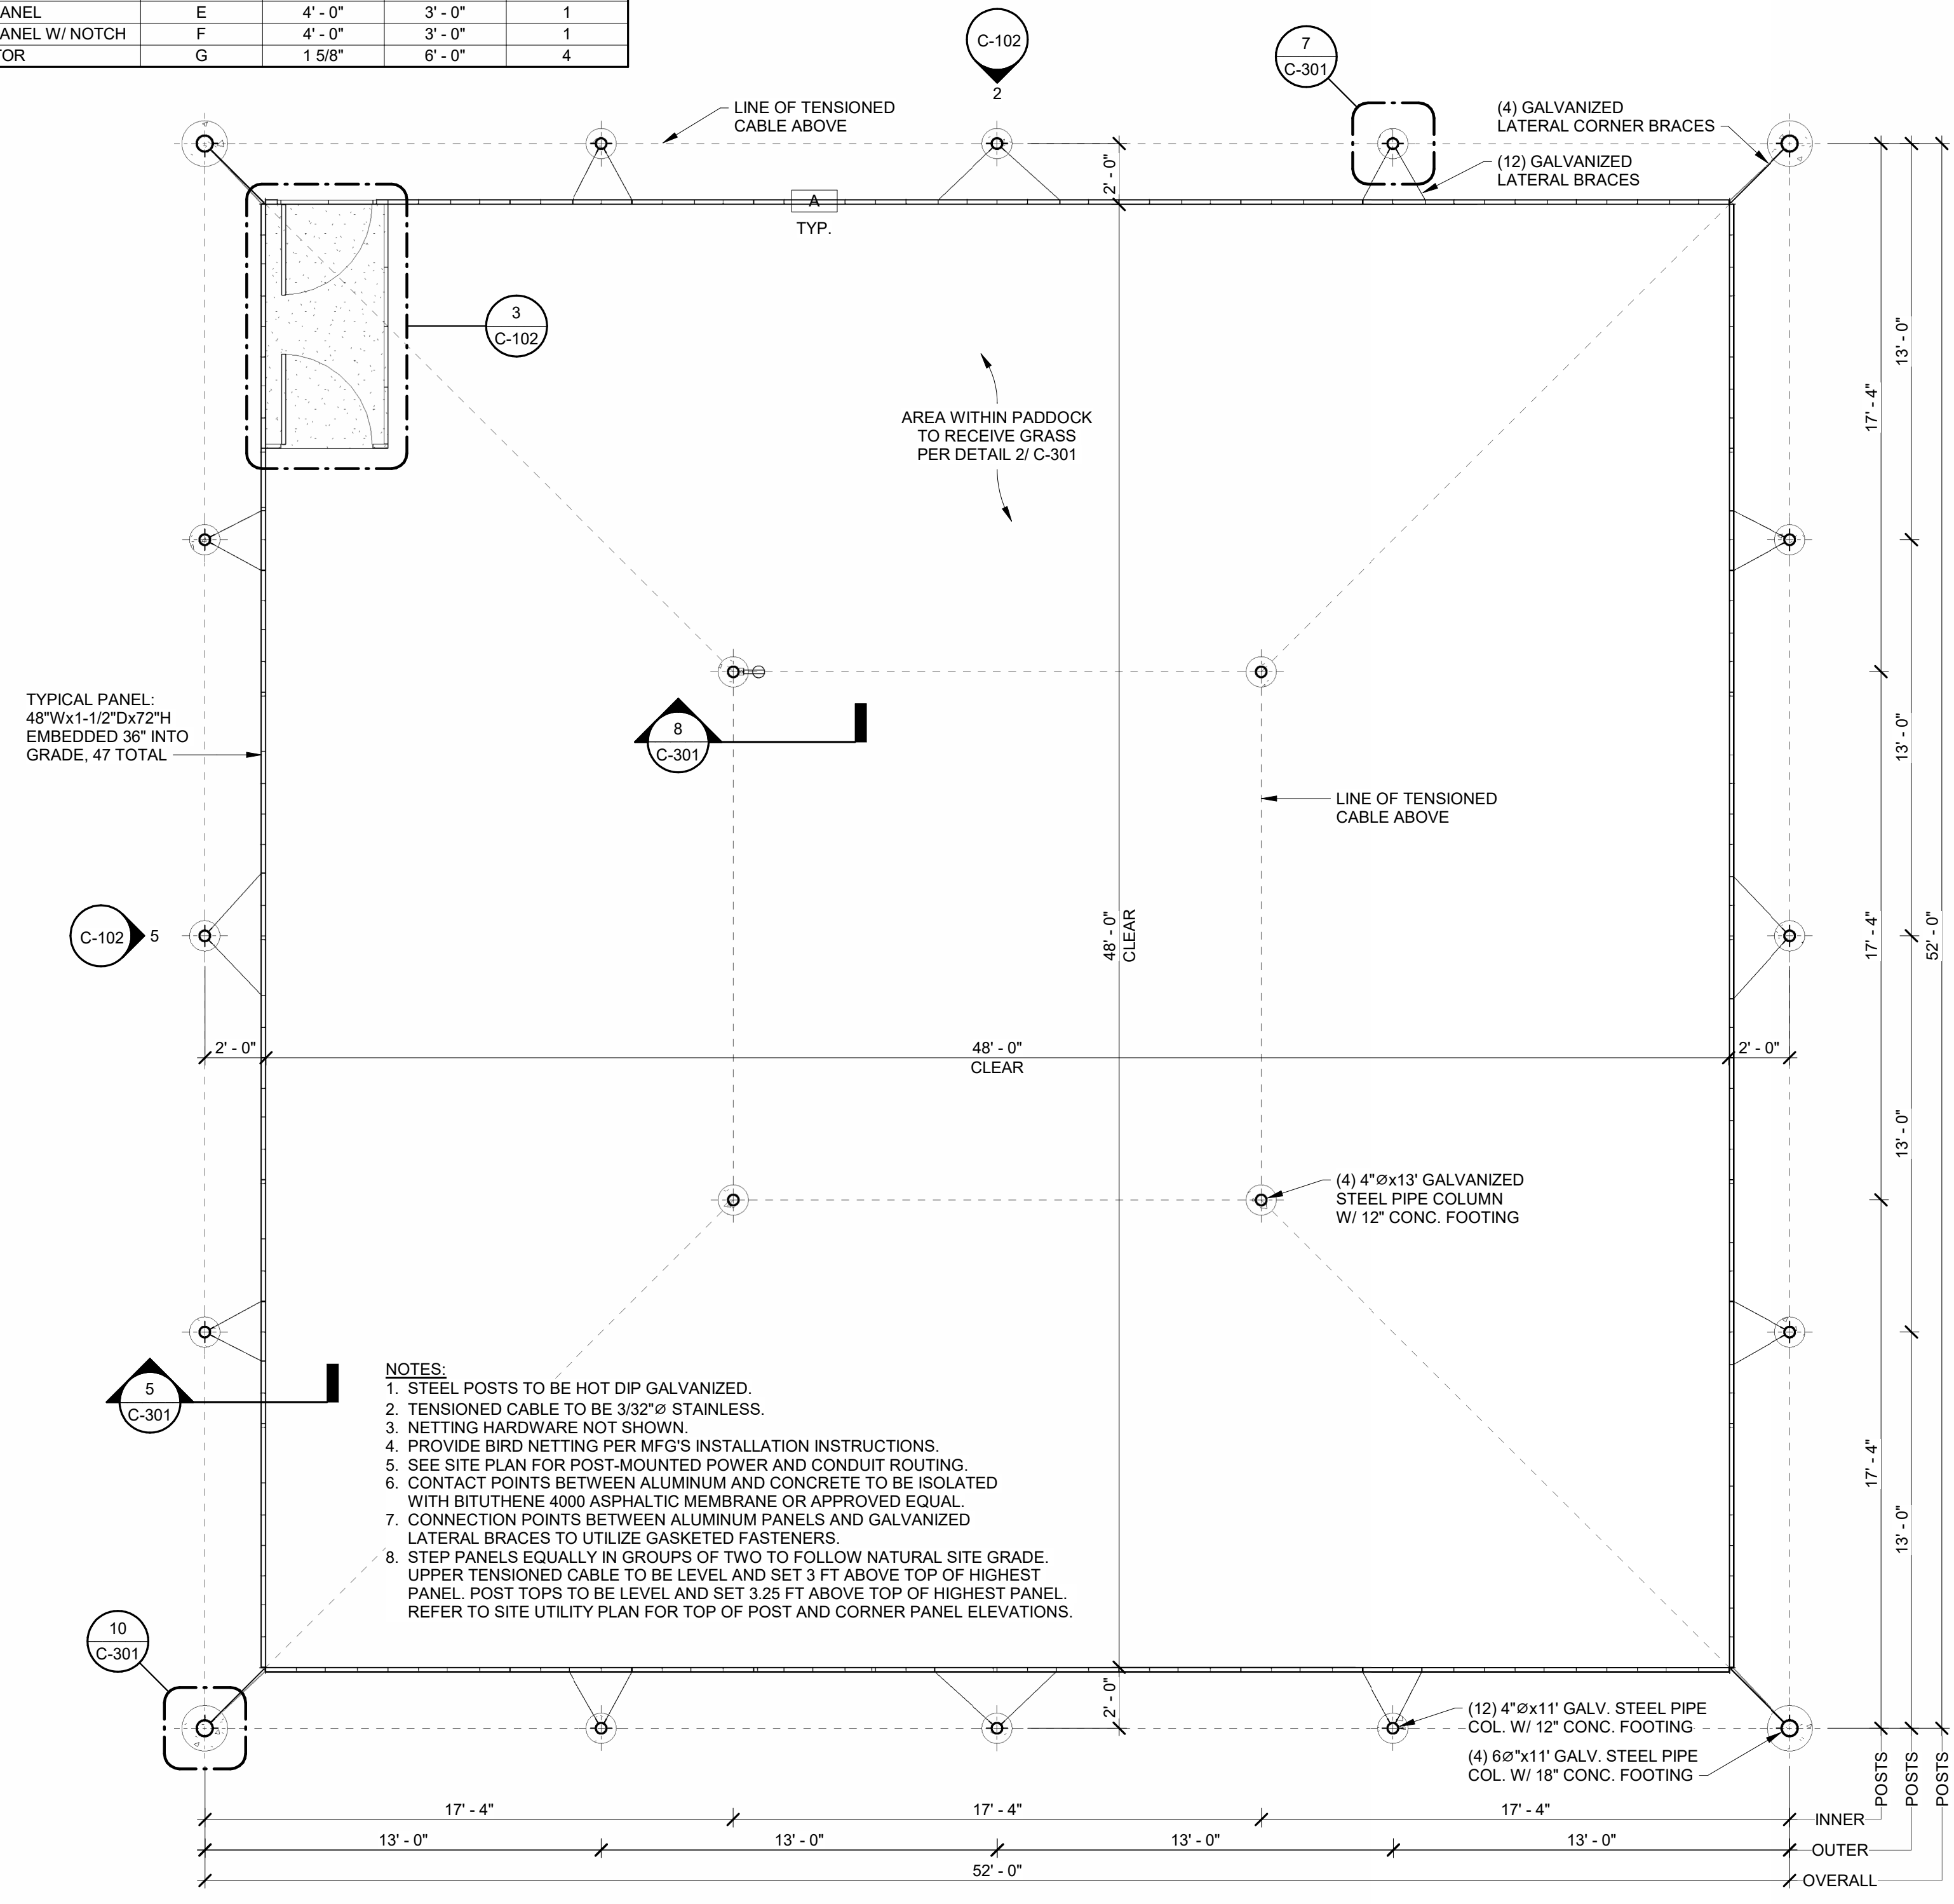 ANEL E 4' - 0" 3' - 0" 1
ANEL W/ NOTCH F 4' - 0" 3' - 0" 1
TOR G 1 5/8" 6' - 0" 4
C-102
2
7
C-301
LINE OF TENSIONED
CABLE ABOVE
(4) GALVANIZED
LATERAL CORNER BRACES
(12) GALVANIZED
LATERAL BRACES
2' - 0"
A
TYP.
3
C-102
13' - 0"
17' - 4"
AREA WITHIN PADDOCK
TO RECEIVE GRASS
PER DETAIL 2/ C-301
TYPICAL PANEL:
48"Wx1-1/2"Dx72"H
EMBEDDED 36" INTO
GRADE, 47 TOTAL
8
C-301
13' - 0"
LINE OF TENSIONED
CABLE ABOVE
C-102
5
48' - 0"
CLEAR
17' - 4"
52' - 0"
2' - 0"
48' - 0"
CLEAR
2' - 0"
13' - 0"
(4) 4"Øx13' GALVANIZED
STEEL PIPE COLUMN
W/ 12" CONC. FOOTING
5
C-301
NOTES:
1. STEEL POSTS TO BE HOT DIP GALVANIZED.
2. TENSIONED CABLE TO BE 3/32"Ø STAINLESS.
3. NETTING HARDWARE NOT SHOWN.
4. PROVIDE BIRD NETTING PER MFG'S INSTALLATION INSTRUCTIONS.
5. SEE SITE PLAN FOR POST-MOUNTED POWER AND CONDUIT ROUTING.
6. CONTACT POINTS BETWEEN ALUMINUM AND CONCRETE TO BE ISOLATED
WITH BITUTHENE 4000 ASPHALTIC MEMBRANE OR APPROVED EQUAL.
7. CONNECTION POINTS BETWEEN ALUMINUM PANELS AND GALVANIZED
LATERAL BRACES TO UTILIZE GASKETED FASTENERS.
8. STEP PANELS EQUALLY IN GROUPS OF TWO TO FOLLOW NATURAL SITE GRADE.
UPPER TENSIONED CABLE TO BE LEVEL AND SET 3 FT ABOVE TOP OF HIGHEST
PANEL. POST TOPS TO BE LEVEL AND SET 3.25 FT ABOVE TOP OF HIGHEST PANEL.
REFER TO SITE UTILITY PLAN FOR TOP OF POST AND CORNER PANEL ELEVATIONS.
17' - 4"
13' - 0"
10
C-301
2' - 0"
(12) 4"Øx11' GALV. STEEL PIPE
COL. W/ 12" CONC. FOOTING
(4) 6Ø"x11' GALV. STEEL PIPE
COL. W/ 18" CONC. FOOTING
POSTS
POSTS
POSTS
17' - 4" 17' - 4" 17' - 4"
INNER
13' - 0" 13' - 0" 13' - 0" 13' - 0"
OUTER
52' - 0"
OVERALL